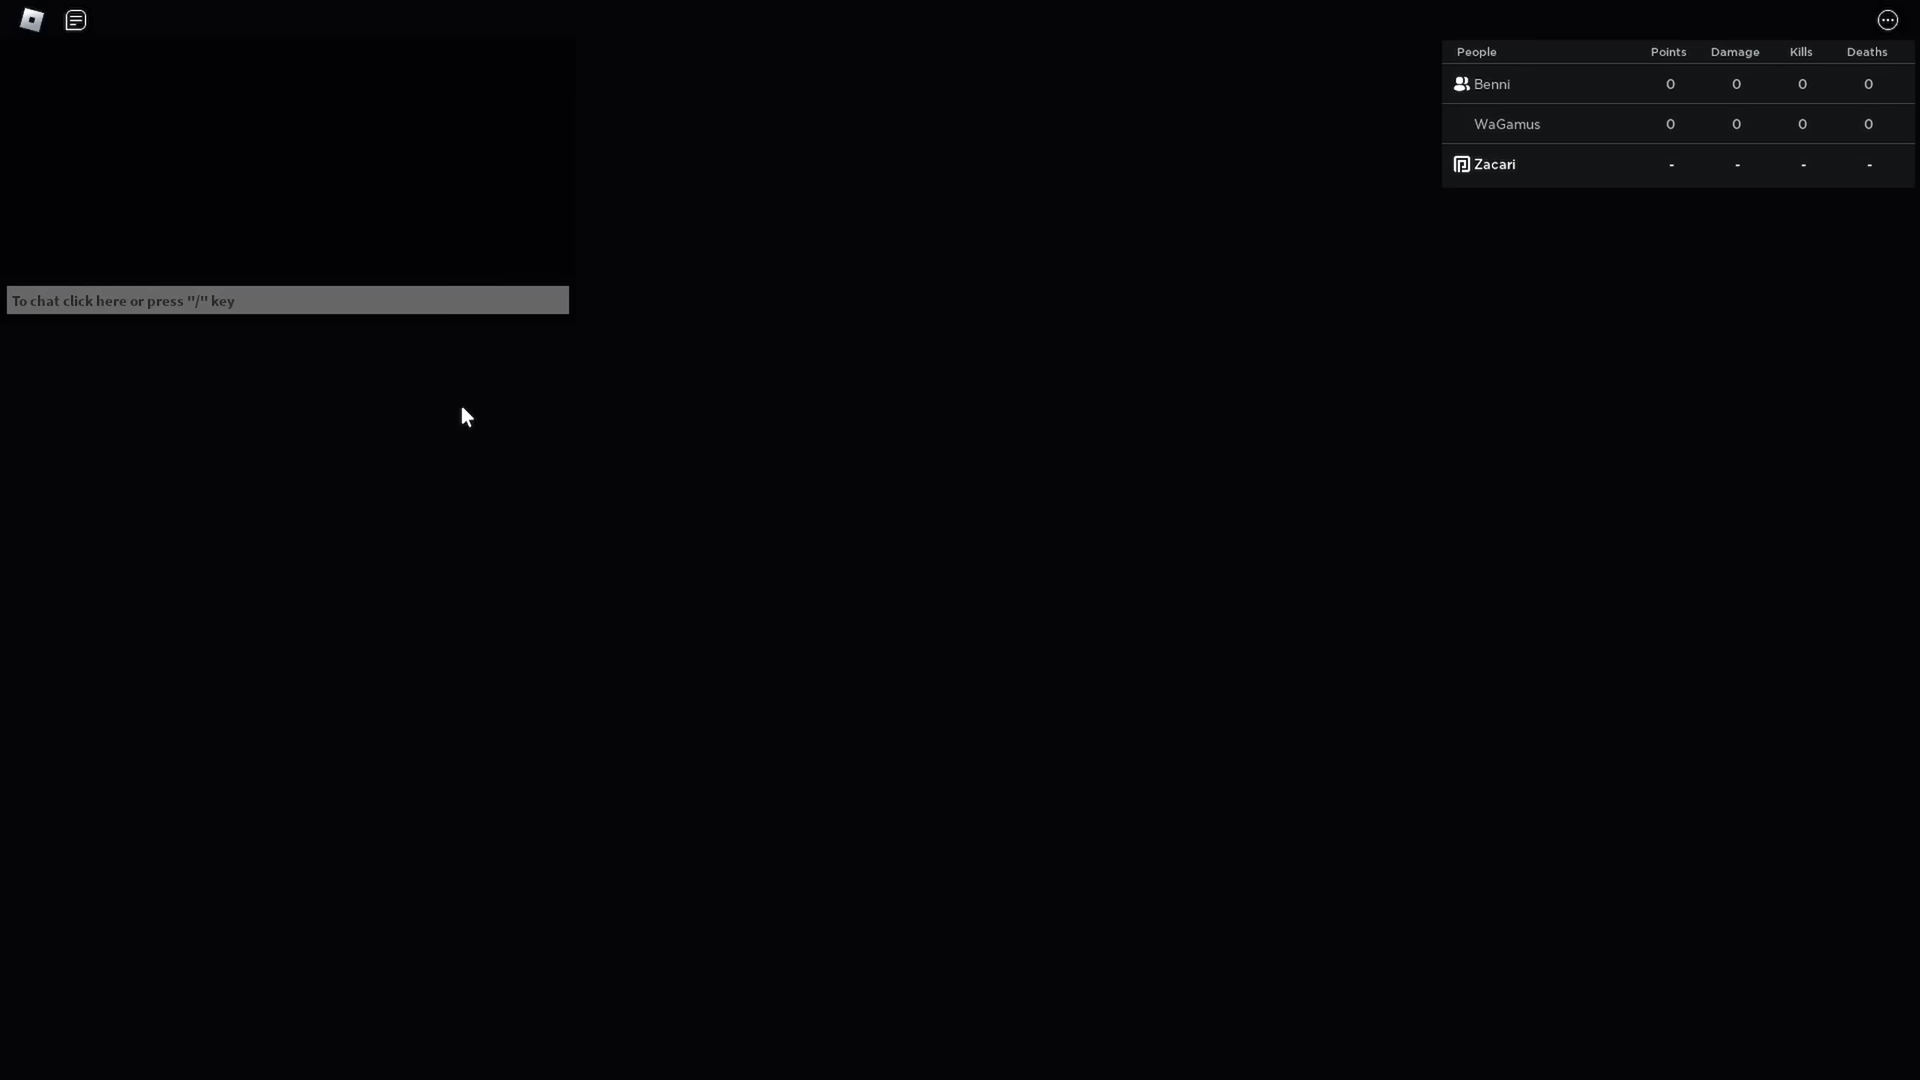 People Points Damage Kills Deaths
Benni 0 0 0 0
WaGamus 0 0 0 0
Zacari - - - -
To chat click here or press "/" key